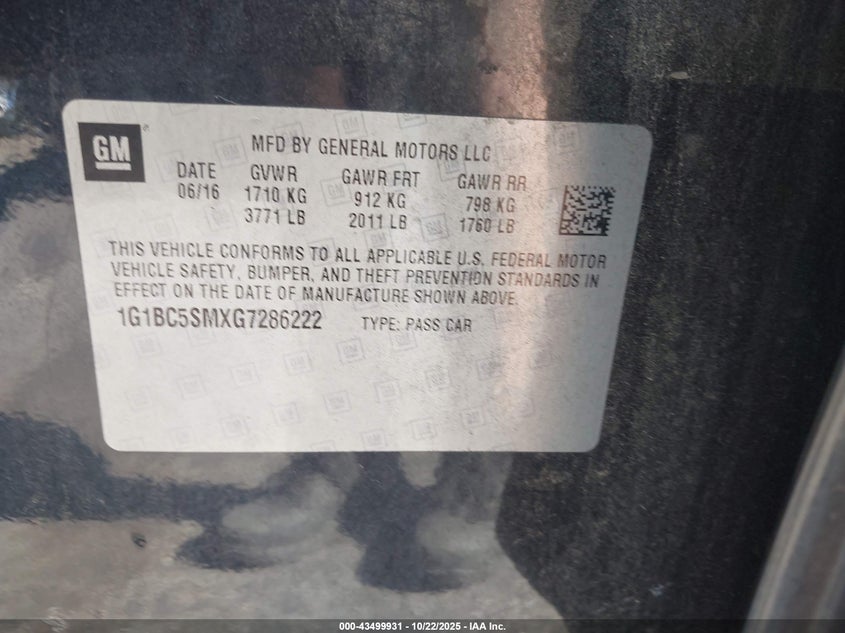 GM
MFD BY GENERAL MOTORS LLC
DATE GVWR GAWR FRT GAWR RR
06/16 1710 KG 912 KG 798 KG
3771 LB 2011 LB 1760 LB
THIS VEHICLE CONFORMS TO ALL APPLICABLE U.S. FEDERAL MOTOR
VEHICLE SAFETY, BUMPER, AND THEFT PREVENTION STANDARDS IN
EFFECT ON THE DATE OF MANUFACTURE SHOWN ABOVE.
1G1BC5SMXG7286222 TYPE: PASS CAR
000-43499931 - 10/22/2025 - IAA Inc.